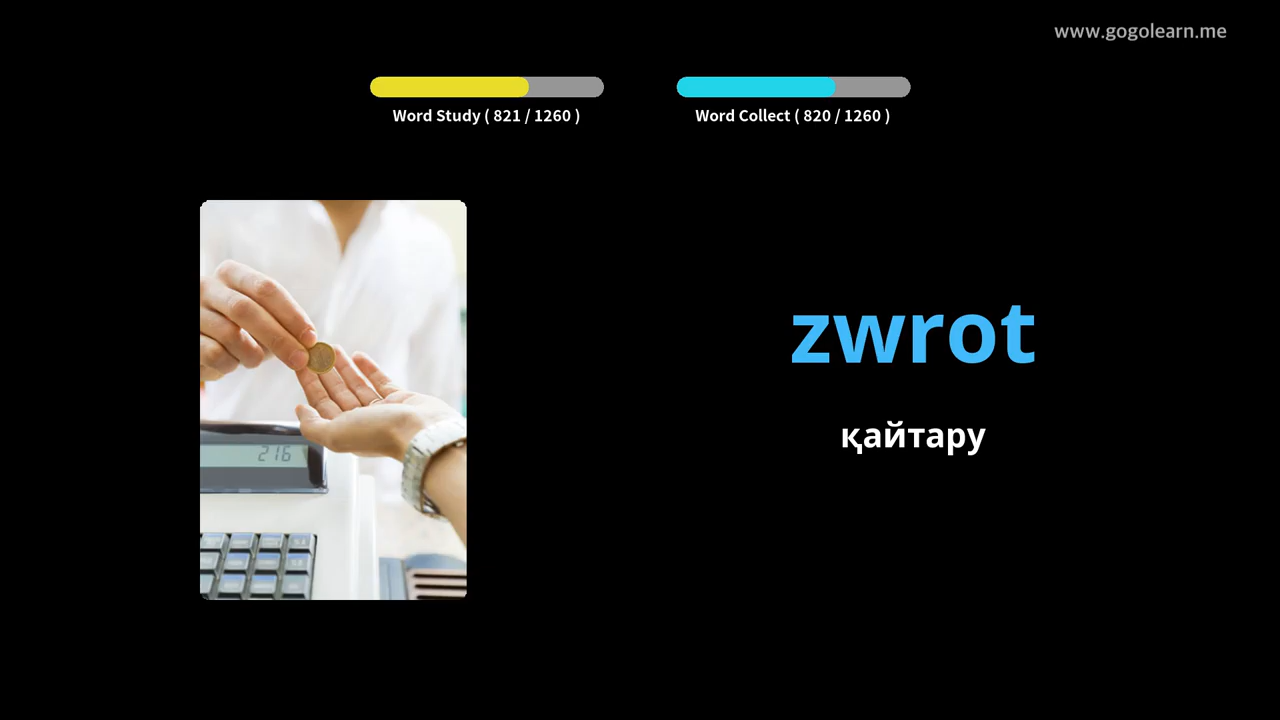 www.gogolearn.me
Word Study ( 821 / 1260 )
Word Collect ( 820 / 1260 )
zwrot
қайтару
216